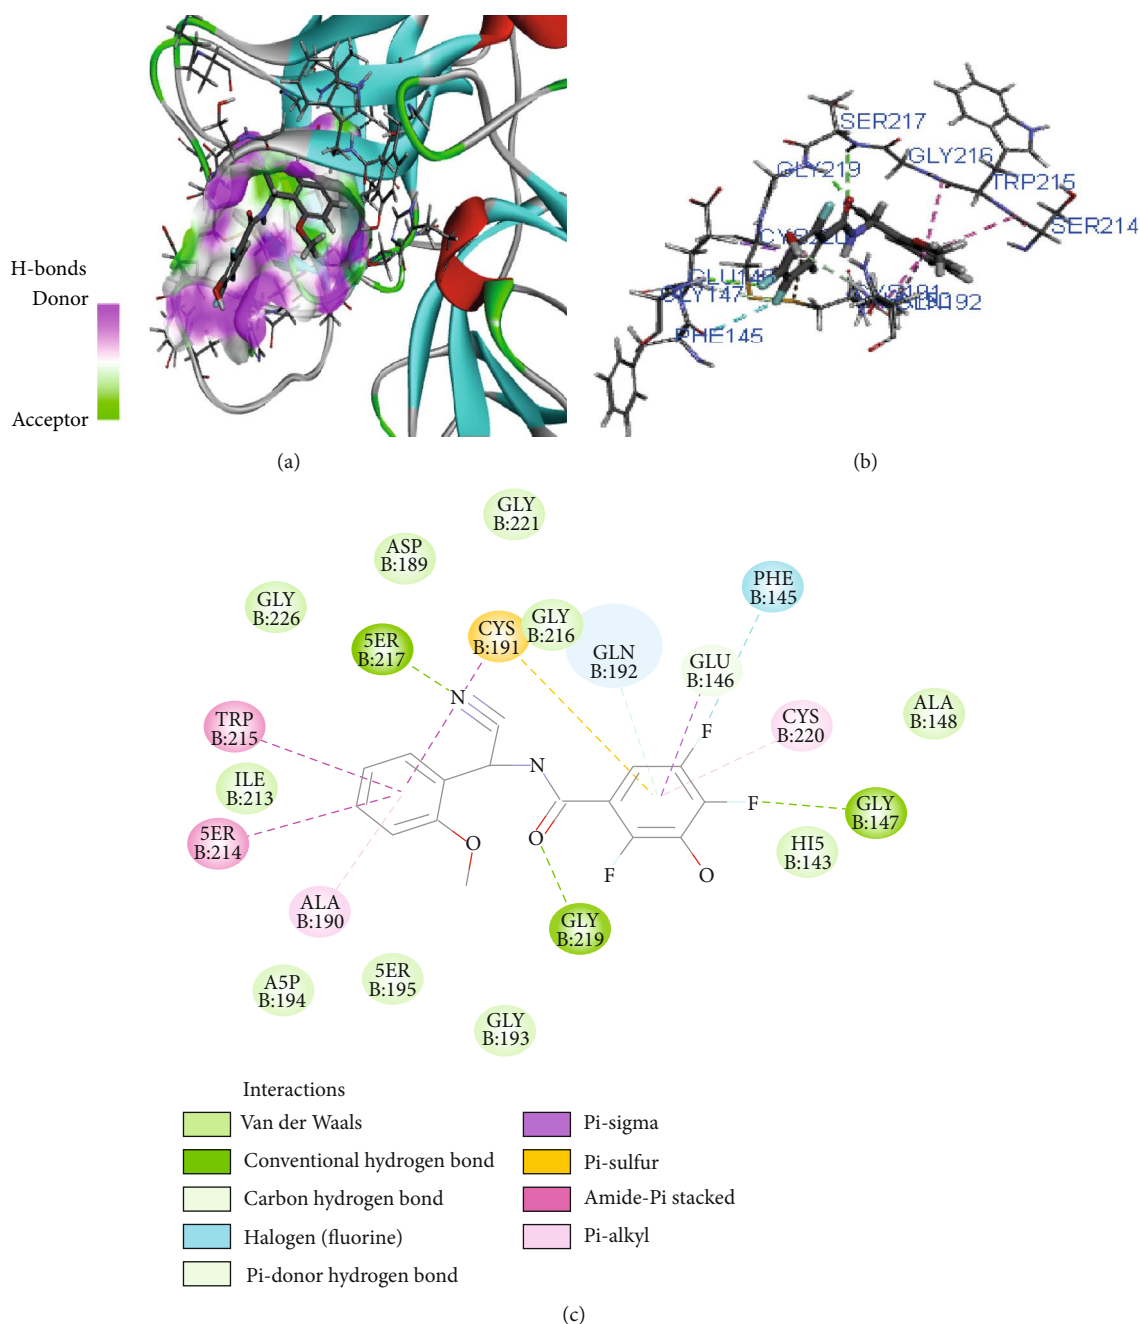 H-bonds
Donor
Acceptor
(a)
SER217
GLY216
GLY219
TRP215
SER214
GLY147
PHE145
(b)
GLY
B:221
ASP
B:189
PHE
B:145
GLY
B:226
CYS
B:191
GLY
B:216
5ER
B:217
GLN
B:192
GLU
B:146
N
TRP
B:215
F
CYS
B:220
ALA
B:148
ILE
B:213
N
F
GLY
B:147
5ER
B:214
O
O
HI5
B:143
F
O
ALA
B:190
GLY
B:219
A5P
B:194
5ER
B:195
GLY
B:193
Interactions
Van der Waals
Conventional hydrogen bond
Carbon hydrogen bond
Halogen (fluorine)
Pi-donor hydrogen bond
Pi-sigma
Pi-sulfur
Amide-Pi stacked
Pi-alkyl
(c)